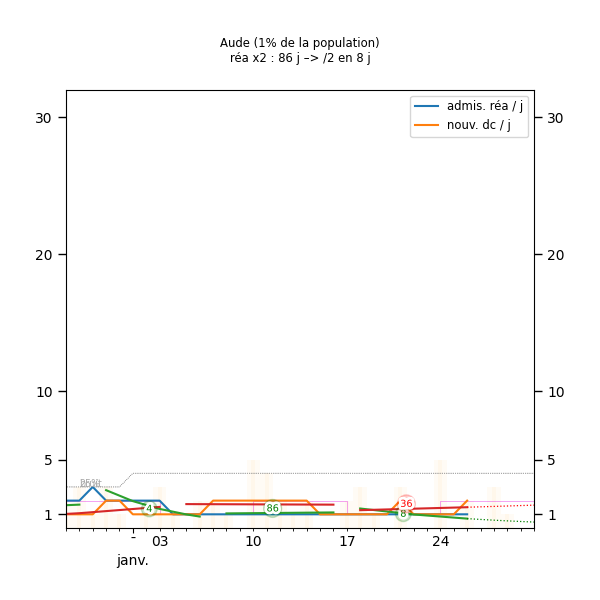 Aude (1% de la population)
réa x2 : 86 j –> /2 en 8 j
admis. réa / j
nouv. dc / j
30 30
20 20
10 10
5 5
1 1
4 86 36 8
- 03 10 17 24
janv.